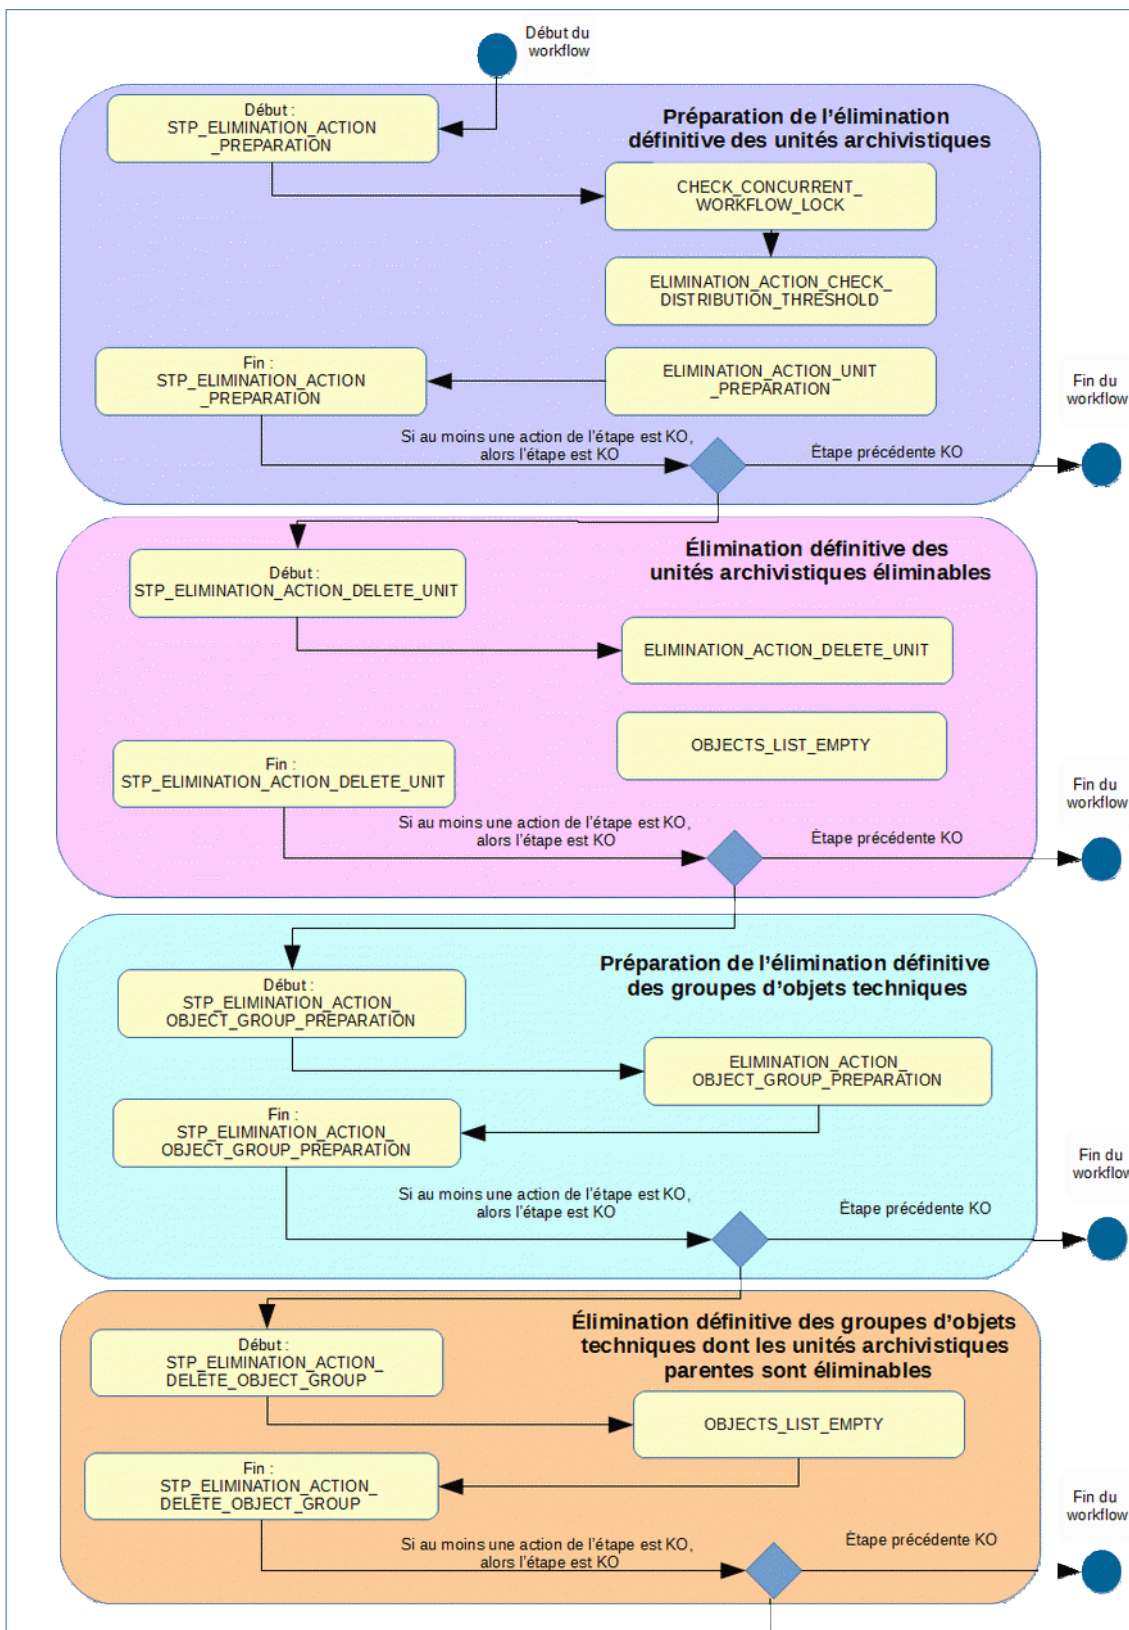 Début du
workflow
Début :
STP_ELIMINATION_ACTION
_PREPARATION
Préparation de l'élimination
définitive des unités archivistiques
CHECK_CONCURRENT_
WORKFLOW_LOCK
ELIMINATION_ACTION_CHECK_
DISTRIBUTION_THRESHOLD
Fin :
STP_ELIMINATION_ACTION
_PREPARATION
ELIMINATION_ACTION_UNIT
_PREPARATION
Fin du
workflow
Si au moins une action de l'étape est KO,
alors l'étape est KO
Étape précédente KO
Élimination définitive des
unités archivistiques éliminables
Début :
STP_ELIMINATION_ACTION_DELETE_UNIT
ELIMINATION_ACTION_DELETE_UNIT
OBJECTS_LIST_EMPTY
Fin :
STP_ELIMINATION_ACTION_DELETE_UNIT
Fin du
workflow
Si au moins une action de l'étape est KO,
alors l'étape est KO
Étape précédente KO
Préparation de l'élimination définitive
des groupes d'objets techniques
Début :
STP_ELIMINATION_ACTION_
OBJECT_GROUP_PREPARATION
ELIMINATION_ACTION_
OBJECT_GROUP_PREPARATION
Fin :
STP_ELIMINATION_ACTION_
OBJECT_GROUP_PREPARATION
Fin du
workflow
Si au moins une action de l'étape est KO,
alors l'étape est KO
Étape précédente KO
Élimination définitive des groupes d'objets
techniques dont les unités archivistiques
parentes sont éliminables
Début :
STP_ELIMINATION_ACTION_
DELETE_OBJECT_GROUP
OBJECTS_LIST_EMPTY
Fin :
STP_ELIMINATION_ACTION_
DELETE_OBJECT_GROUP
Fin du
workflow
Si au moins une action de l'étape est KO,
alors l'étape est KO
Étape précédente KO